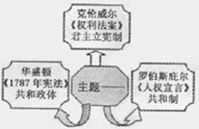 克伦威尔
《权利法案》
君主立宪制
华盛顿
《1787年宪法》
共和政体
主题——
罗伯斯庇尔
《人权宣言》
共和制